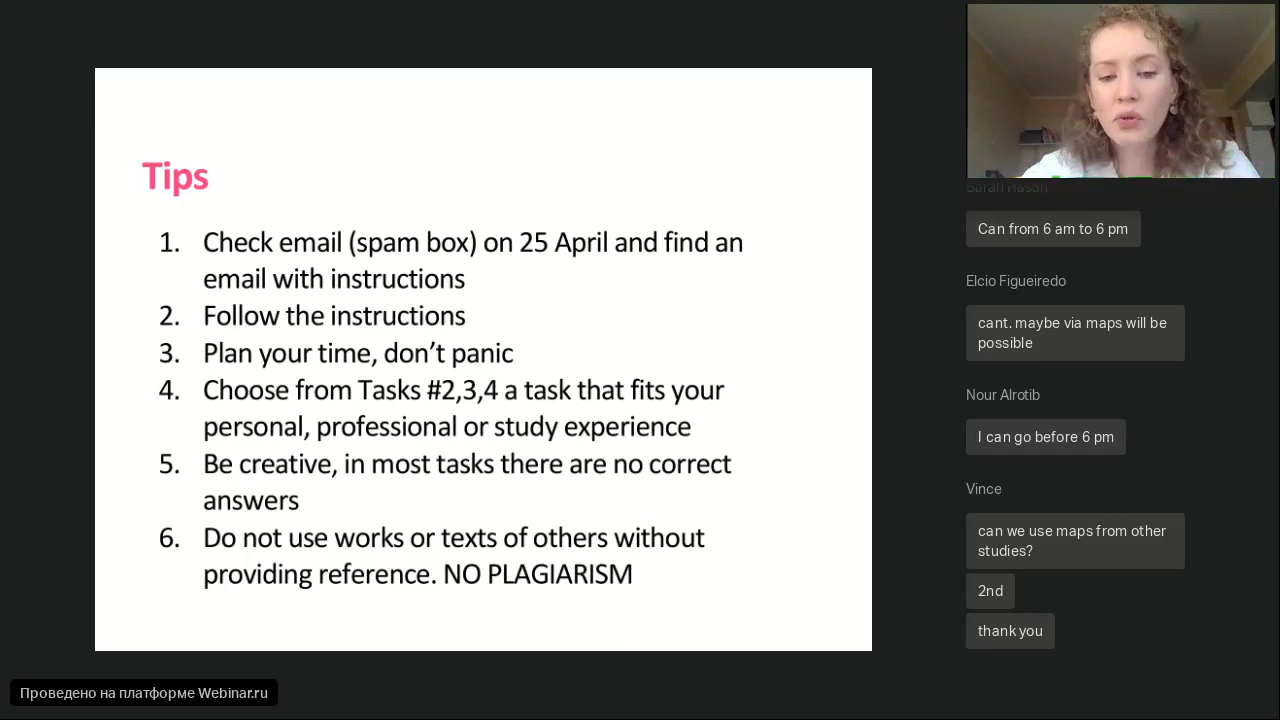 Tips
1. Check email (spam box) on 25 April and find an
email with instructions
2. Follow the instructions
3. Plan your time, don’t panic
4. Choose from Tasks #2,3,4 a task that fits your
personal, professional or study experience
5. Be creative, in most tasks there are no correct
answers
6. Do not use works or texts of others without
providing reference. NO PLAGIARISM
Sarah Hasan
Can from 6 am to 6 pm
Elcio Figueiredo
cant. maybe via maps will be
possible
Nour Alrotib
I can go before 6 pm
Vince
can we use maps from other
studies?
2nd
thank you
Проведено на платформе Webinar.ru